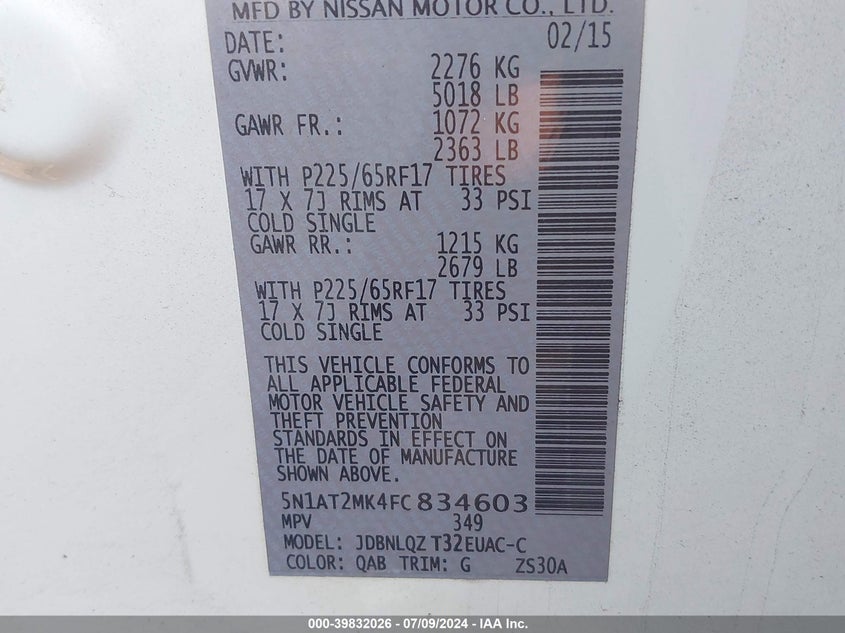 MFD BY NISSAN MOTOR CO., LTD.
DATE: 02/15
GVWR: 2276 KG
5018 LB
GAWR FR.: 1072 KG
2363 LB
WITH P225/65RF17 TIRES
17 X 7J RIMS AT 33 PSI
COLD SINGLE
GAWR RR.: 1215 KG
2679 LB
WITH P225/65RF17 TIRES
17 X 7J RIMS AT 33 PSI
COLD SINGLE
THIS VEHICLE CONFORMS TO
ALL APPLICABLE FEDERAL
MOTOR VEHICLE SAFETY AND
THEFT PREVENTION
STANDARDS IN EFFECT ON
THE DATE OF MANUFACTURE
SHOWN ABOVE.
5N1AT2MK4FC834603
MPV 349
MODEL: JDBNLQZ T32EUAC-C
COLOR: QAB TRIM: G ZS30A
000-39832026 - 07/09/2024 - IAA Inc.